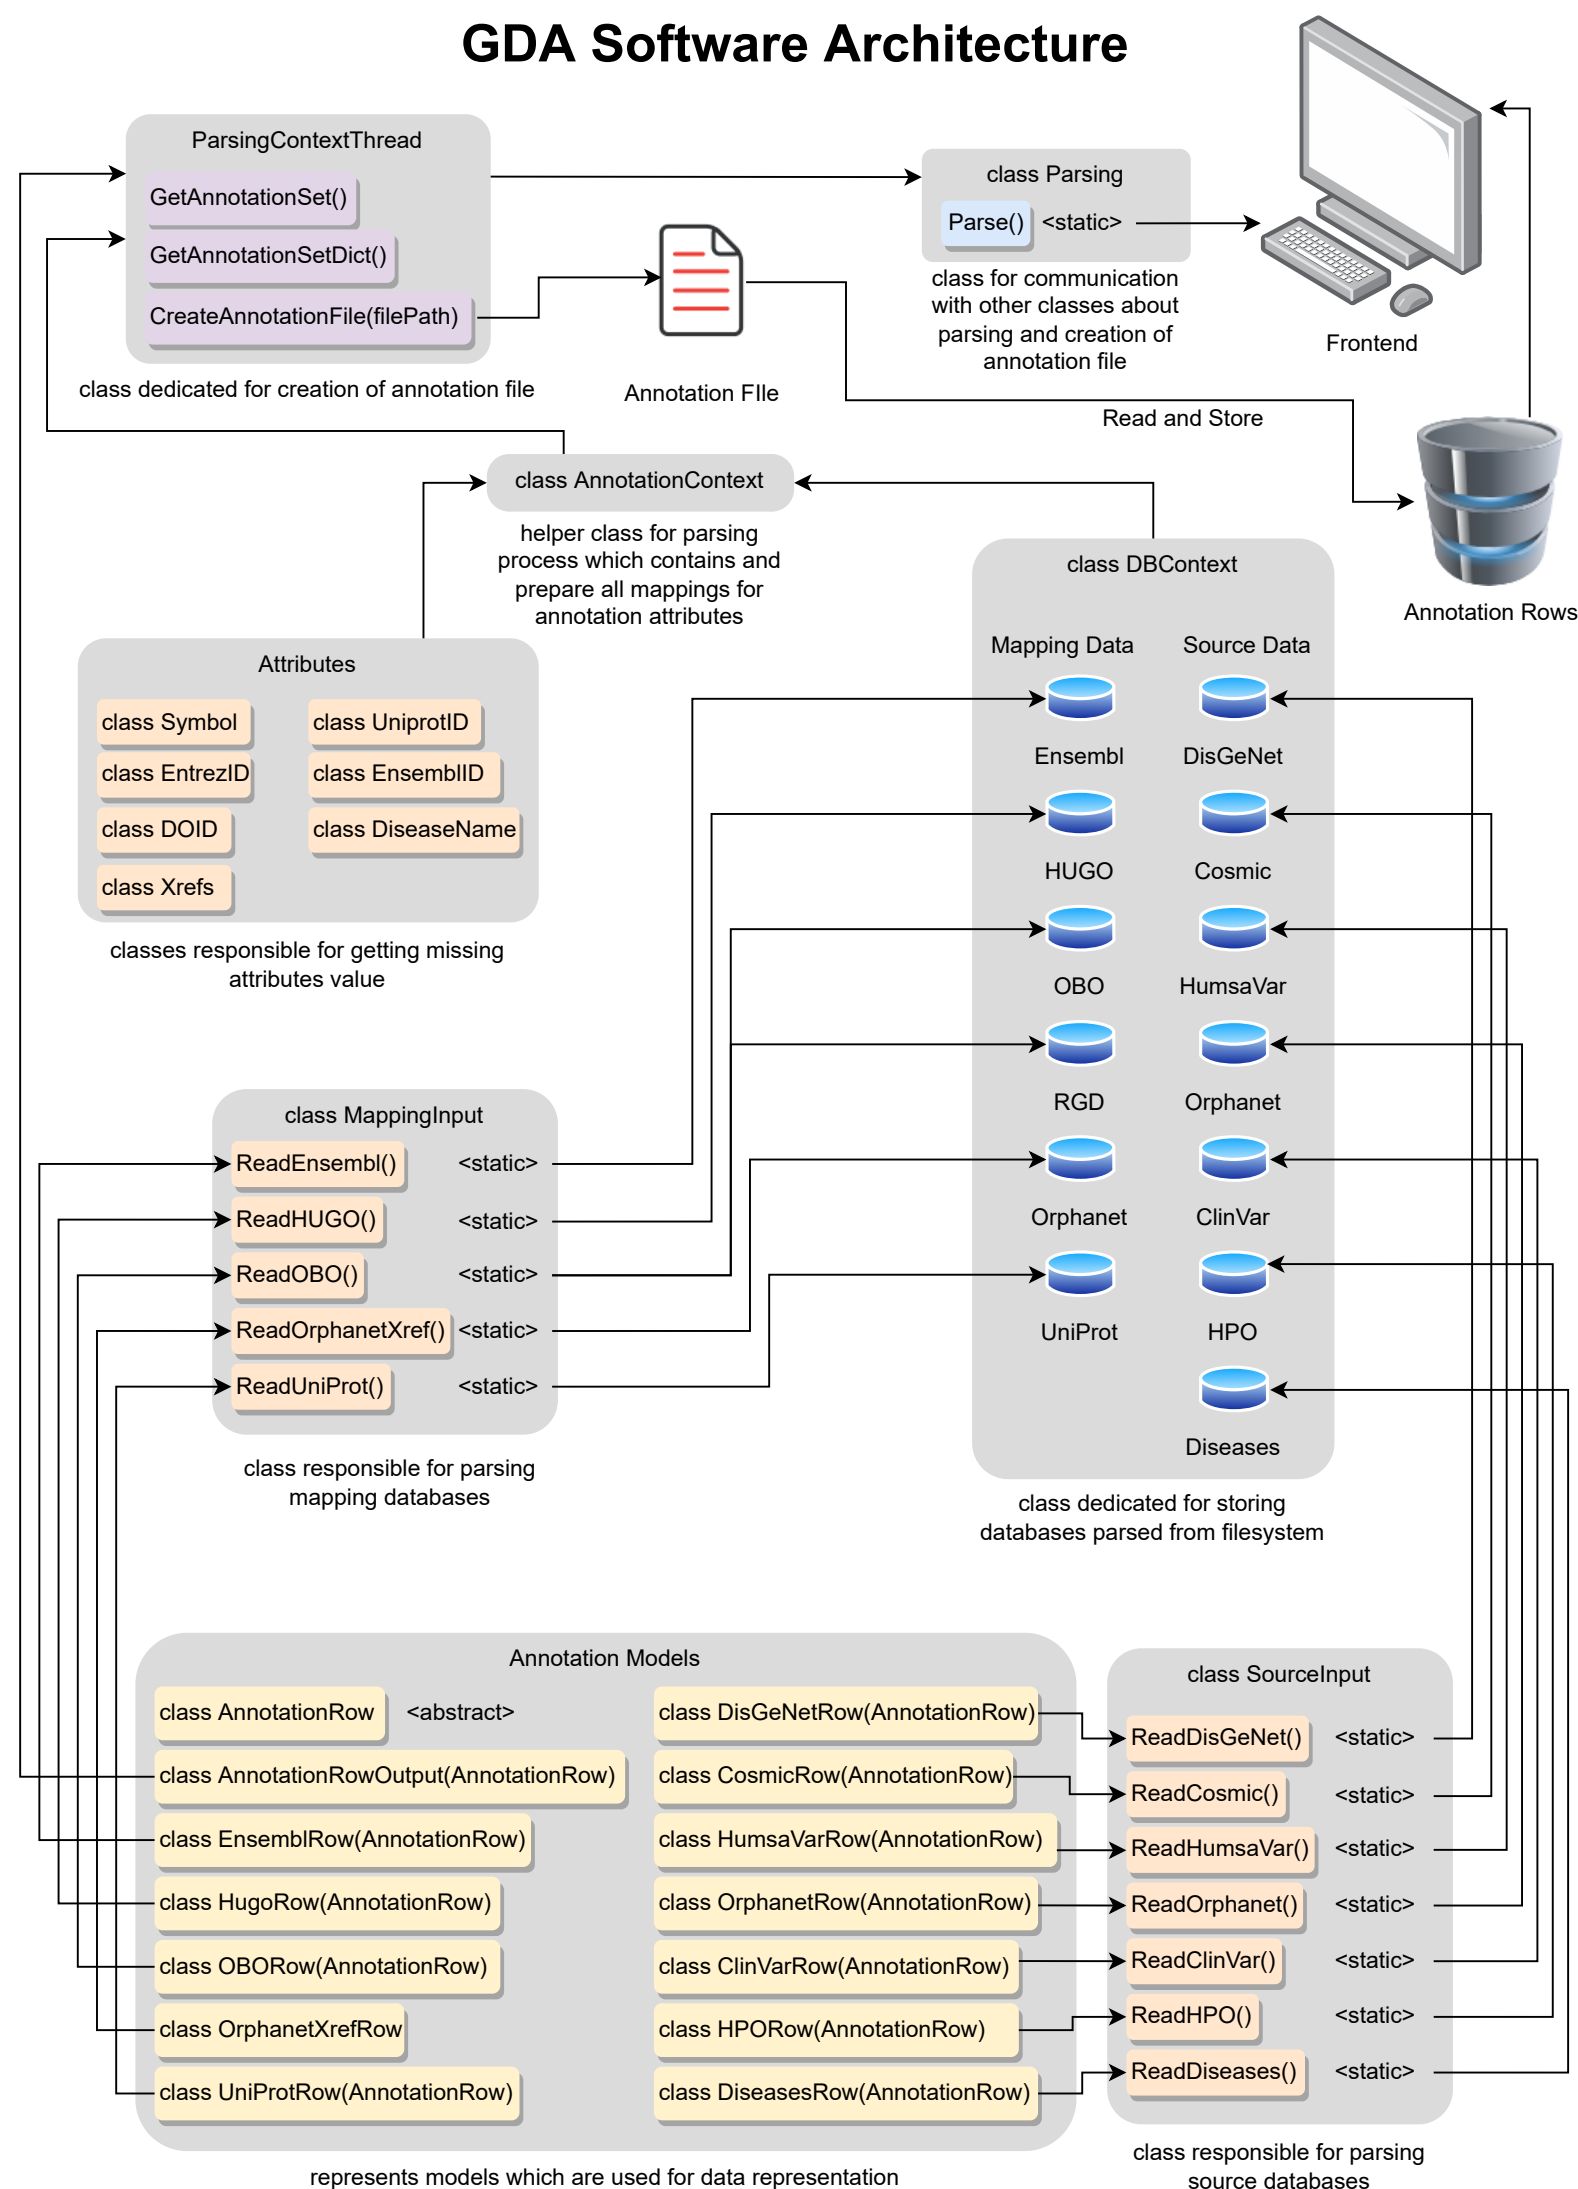 GDA Software Architecture
ParsingContextThread
GetAnnotationSet()
GetAnnotationSetDict()
CreateAnnotationFile(filePath)
class dedicated for creation of annotation file
Annotation FIle
class Parsing
Parse() <static>
class for communication
with other classes about
parsing and creation of
annotation file
Frontend
Read and Store
Annotation Rows
class AnnotationContext
helper class for parsing
process which contains and
prepare all mappings for
annotation attributes
Attributes
class Symbol
class UniprotID
class EntrezID
class EnsemblID
class DOID
class DiseaseName
class Xrefs
classes responsible for getting missing
attributes value
class DBContext
Mapping Data
Source Data
Ensembl
DisGeNet
HUGO
Cosmic
OBO
HumsaVar
RGD
Orphanet
Orphanet
ClinVar
UniProt
HPO
Diseases
class dedicated for storing
databases parsed from filesystem
class MappingInput
ReadEnsembl() <static>
ReadHUGO() <static>
ReadOBO() <static>
ReadOrphanetXref() <static>
ReadUniProt() <static>
class responsible for parsing
mapping databases
Annotation Models
class AnnotationRow <abstract>
class AnnotationRowOutput(AnnotationRow)
class EnsemblRow(AnnotationRow)
class HugoRow(AnnotationRow)
class OBORow(AnnotationRow)
class OrphanetXrefRow
class UniProtRow(AnnotationRow)
class DisGeNetRow(AnnotationRow)
class CosmicRow(AnnotationRow)
class HumsaVarRow(AnnotationRow)
class OrphanetRow(AnnotationRow)
class ClinVarRow(AnnotationRow)
class HPORow(AnnotationRow)
class DiseasesRow(AnnotationRow)
represents models which are used for data representation
class SourceInput
ReadDisGeNet() <static>
ReadCosmic() <static>
ReadHumsaVar() <static>
ReadOrphanet() <static>
ReadClinVar() <static>
ReadHPO() <static>
ReadDiseases() <static>
class responsible for parsing
source databases